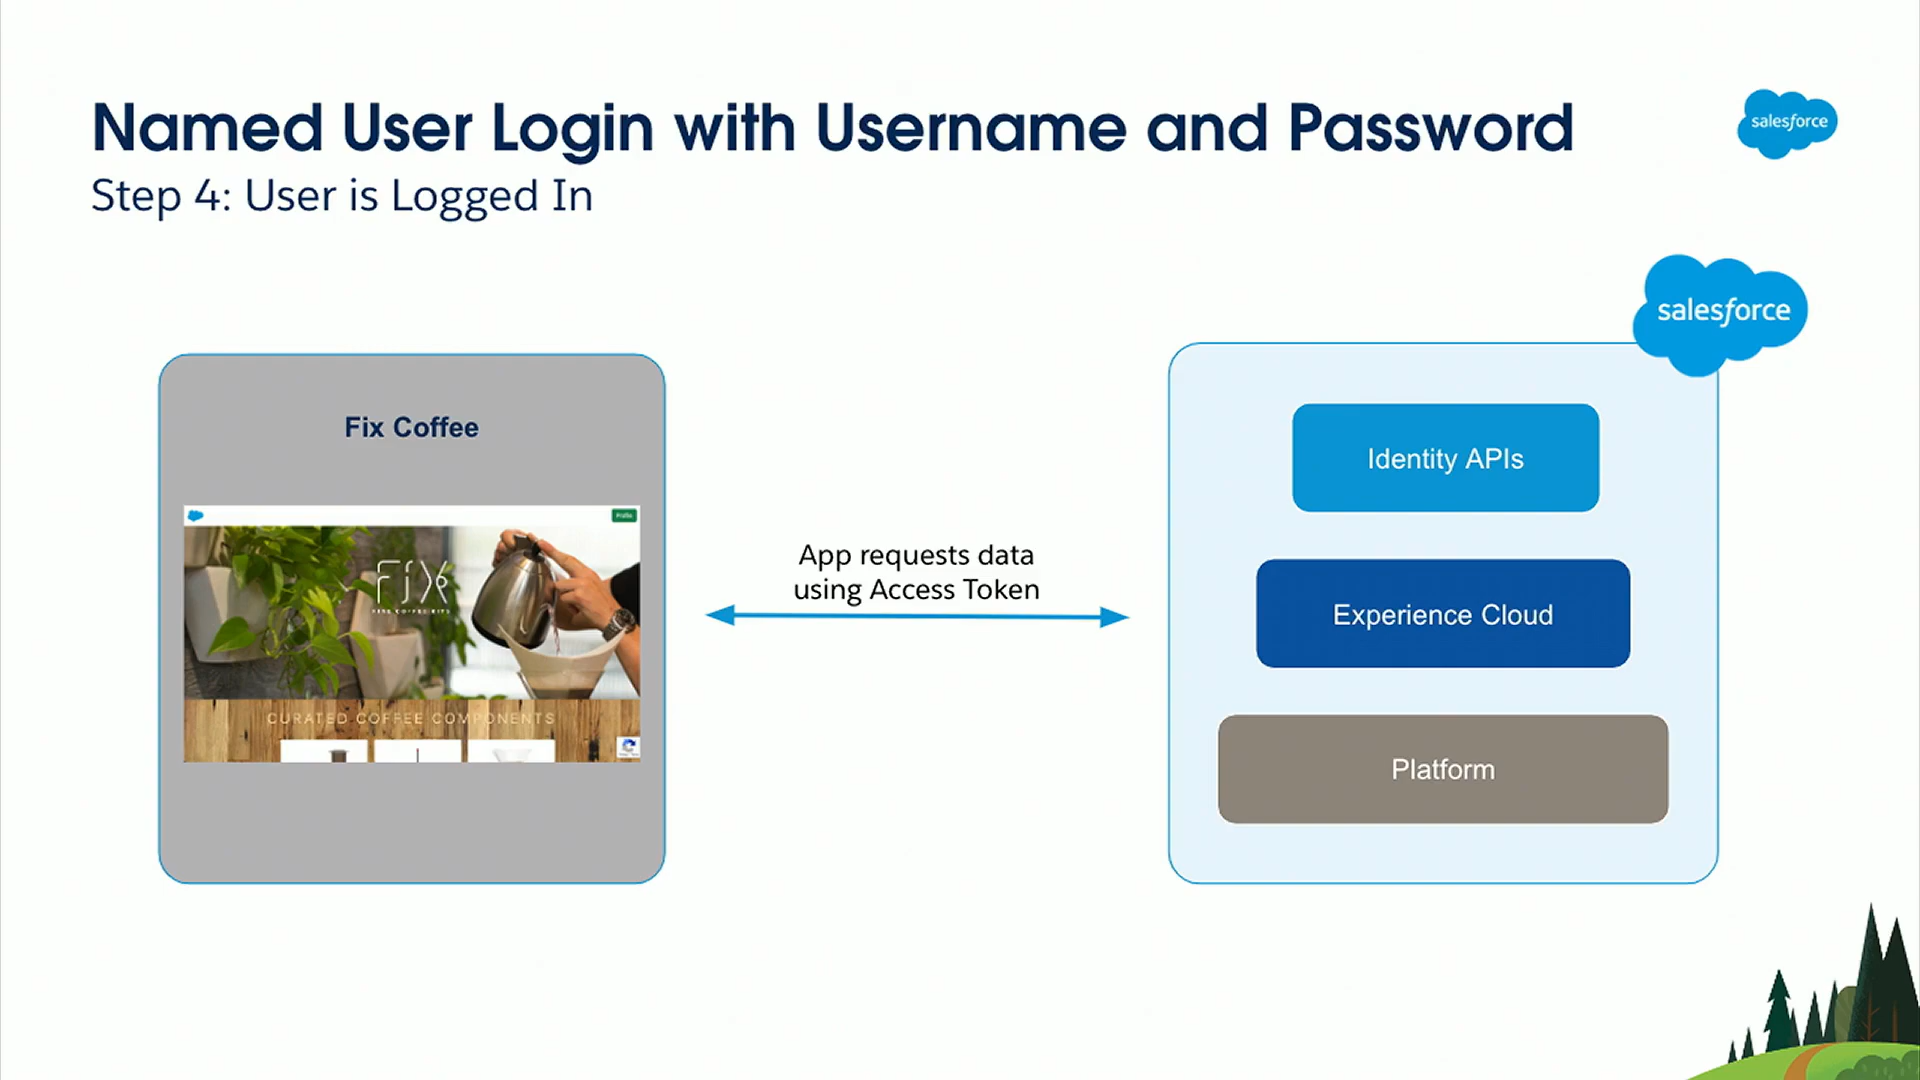 Named User Login with Username and Password
Step 4: User is Logged In
salesforce
salesforce
Fix Coffee
FIX
CURATED COFFEE COMPONENTS
App requests data
using Access Token
Identity APIs
Experience Cloud
Platform